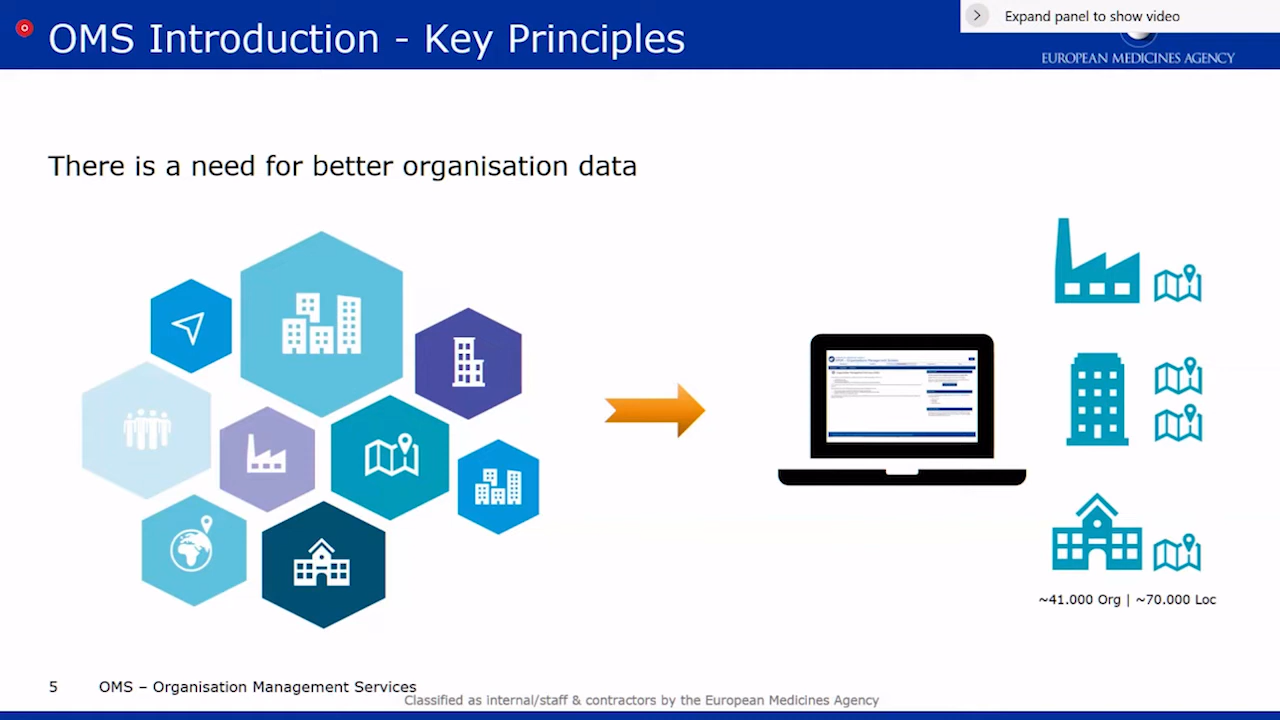 OMS Introduction - Key Principles
Expand panel to show video
EUROPEAN MEDICINES AGENCY
There is a need for better organisation data
~41.000 Org | ~70.000 Loc
5
OMS – Organisation Management Services
Classified as internal/staff & contractors by the European Medicines Agency